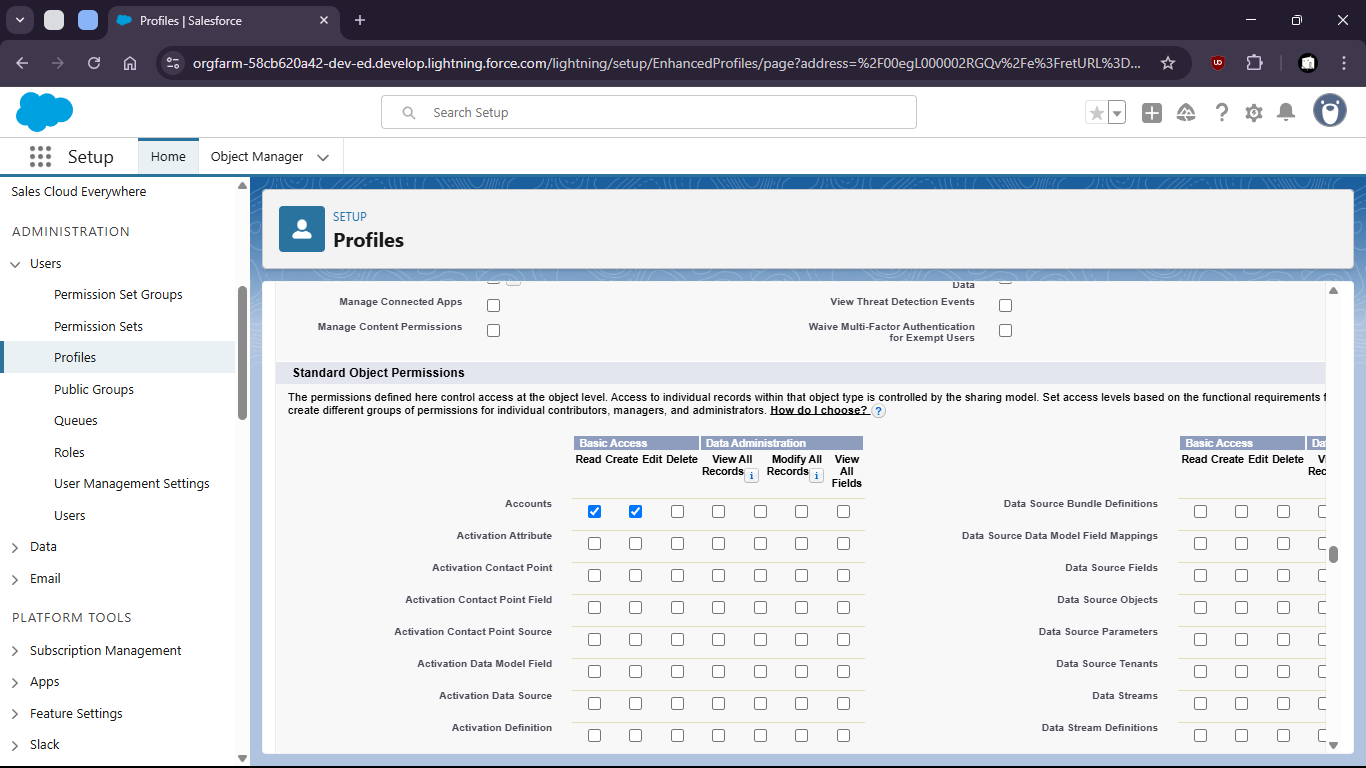 Profiles | Salesforce
orgfarm-58cb620a42-dev-ed.develop.lightning.force.com/lightning/setup/EnhancedProfiles/page?address=%2F00egL000002RGQv%2Fe%3FretURL%3D...
Search Setup
Setup
Home
Object Manager
Sales Cloud Everywhere
ADMINISTRATION
Users
Permission Set Groups
Permission Sets
Profiles
Public Groups
Queues
Roles
User Management Settings
Users
Data
Email
PLATFORM TOOLS
Subscription Management
Apps
Feature Settings
Slack
SETUP
Profiles
Data
Manage Connected Apps
View Threat Detection Events
Manage Content Permissions
Waive Multi-Factor Authentication
for Exempt Users
Standard Object Permissions
The permissions defined here control access at the object level. Access to individual records within that object type is controlled by the sharing model. Set access levels based on the functional requirements f
create different groups of permissions for individual contributors, managers, and administrators. How do I choose? ?
Basic Access Data Administration
Read Create Edit Delete View All Records i Modify All Records i View All Fields
Accounts
Activation Attribute
Activation Contact Point
Activation Contact Point Field
Activation Contact Point Source
Activation Data Model Field
Activation Data Source
Activation Definition
Basic Access Da
Read Create Edit Delete Vi
Rec
Data Source Bundle Definitions
Data Source Data Model Field Mappings
Data Source Fields
Data Source Objects
Data Source Parameters
Data Source Tenants
Data Streams
Data Stream Definitions